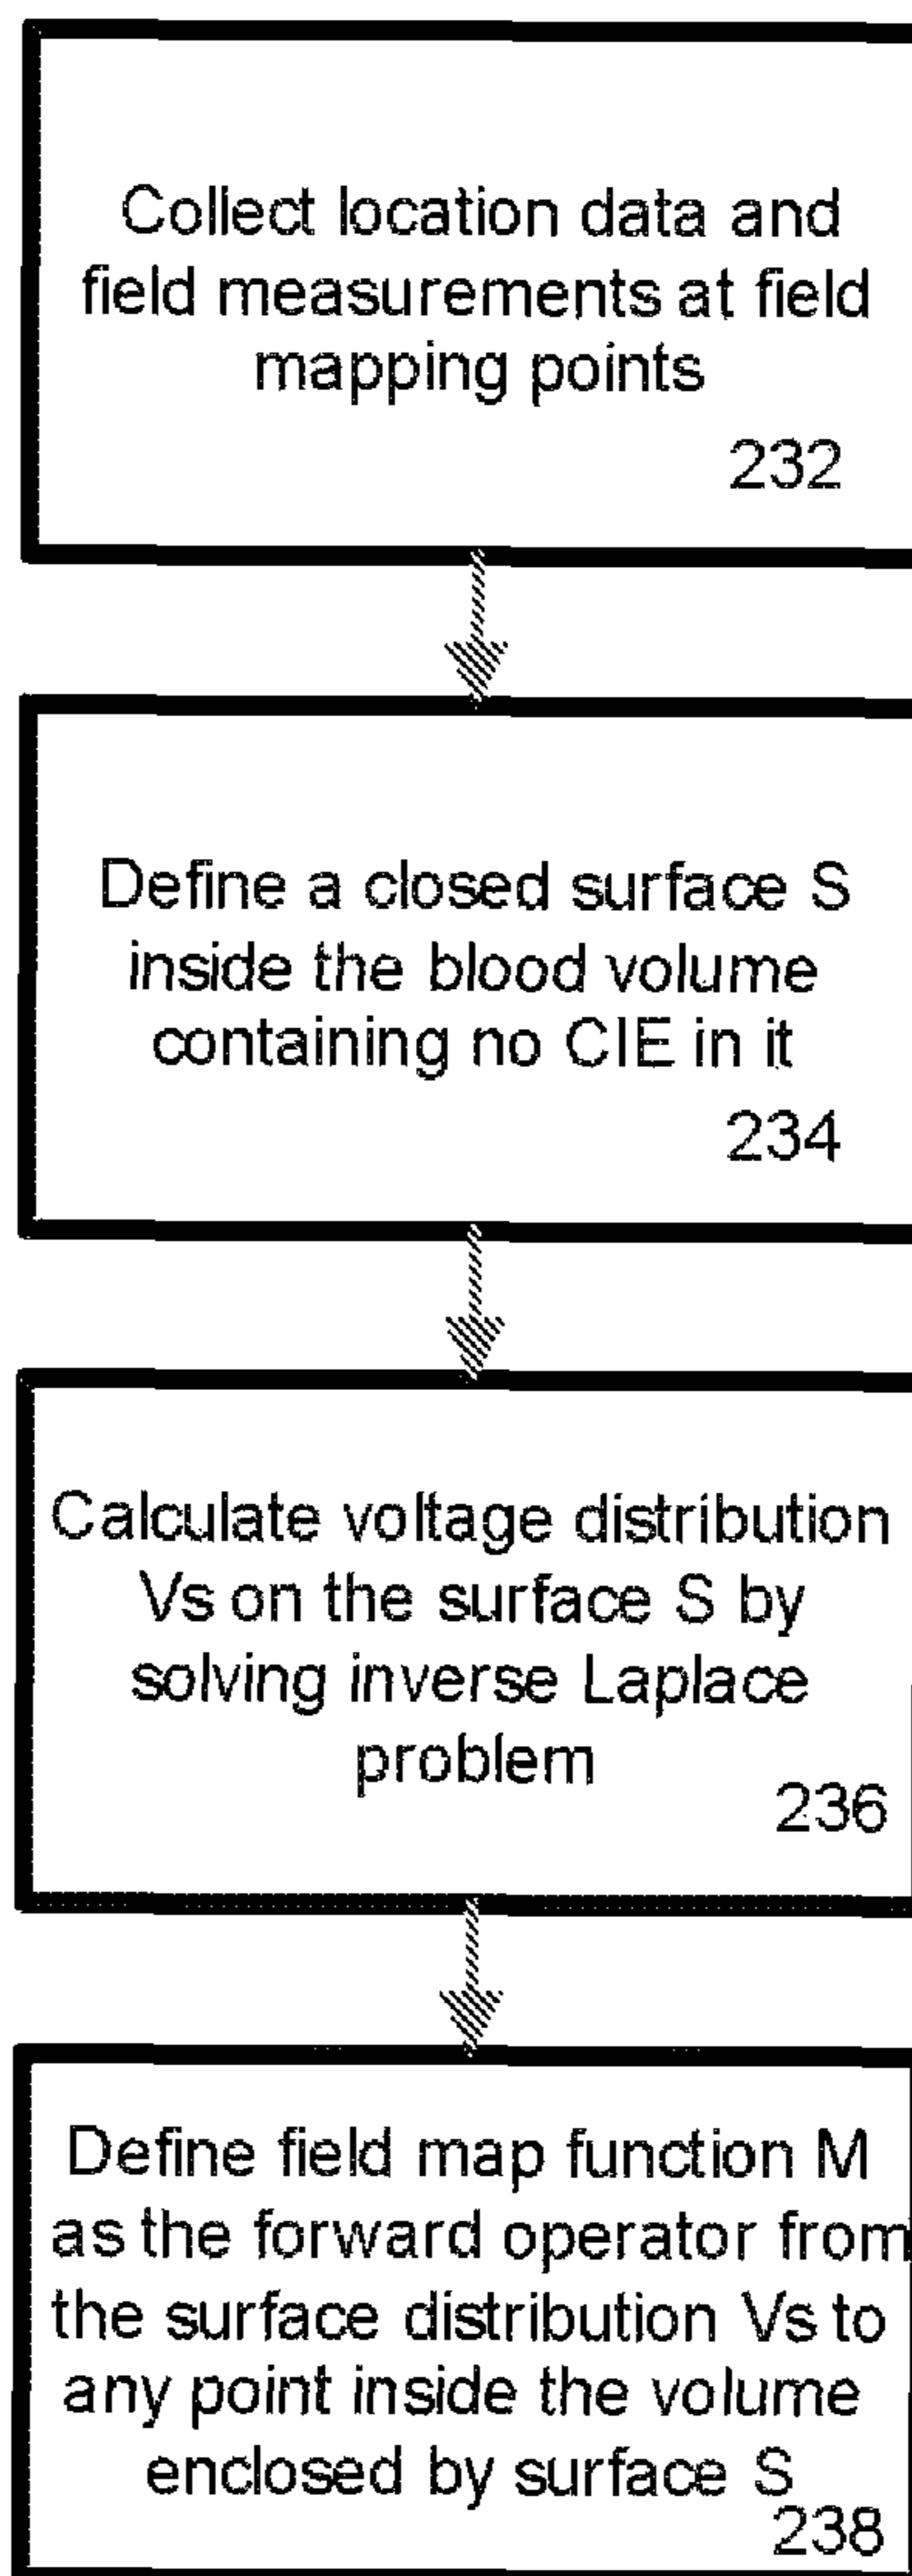 Collect location data and
field measurements at field
mapping points
232
Define a closed surface S
inside the blood volume
containing no CIE in it
234
Calculate voltage distribution
Vs on the surface S by
solving inverse Laplace
problem
236
Define field map function M
as the forward operator from
the surface distribution Vs to
any point inside the volume
enclosed by surface S
238